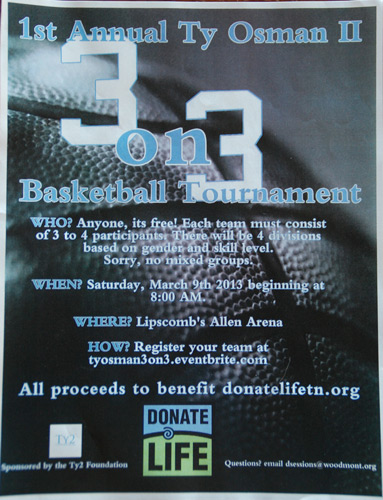 1st Annual Ty Osman II
3
on
3
Basketball Tournament
WHO? Anyone, its free! Each team must consist
of 3 to 4 participants. There will be 4 divisions
based on gender and skill level.
Sorry, no mixed groups.
WHEN? Saturday, March 9th 2013 beginning at
8:00 AM.
WHERE? Lipscomb's Allen Arena
HOW? Register your team at
tyosman3on3.eventbrite.com
All proceeds to benefit donatelifetn.org
DONATE
LIFE
Ty2
Sponsored by the Ty2 Foundation
Questions? email dsessions@woodmont.org